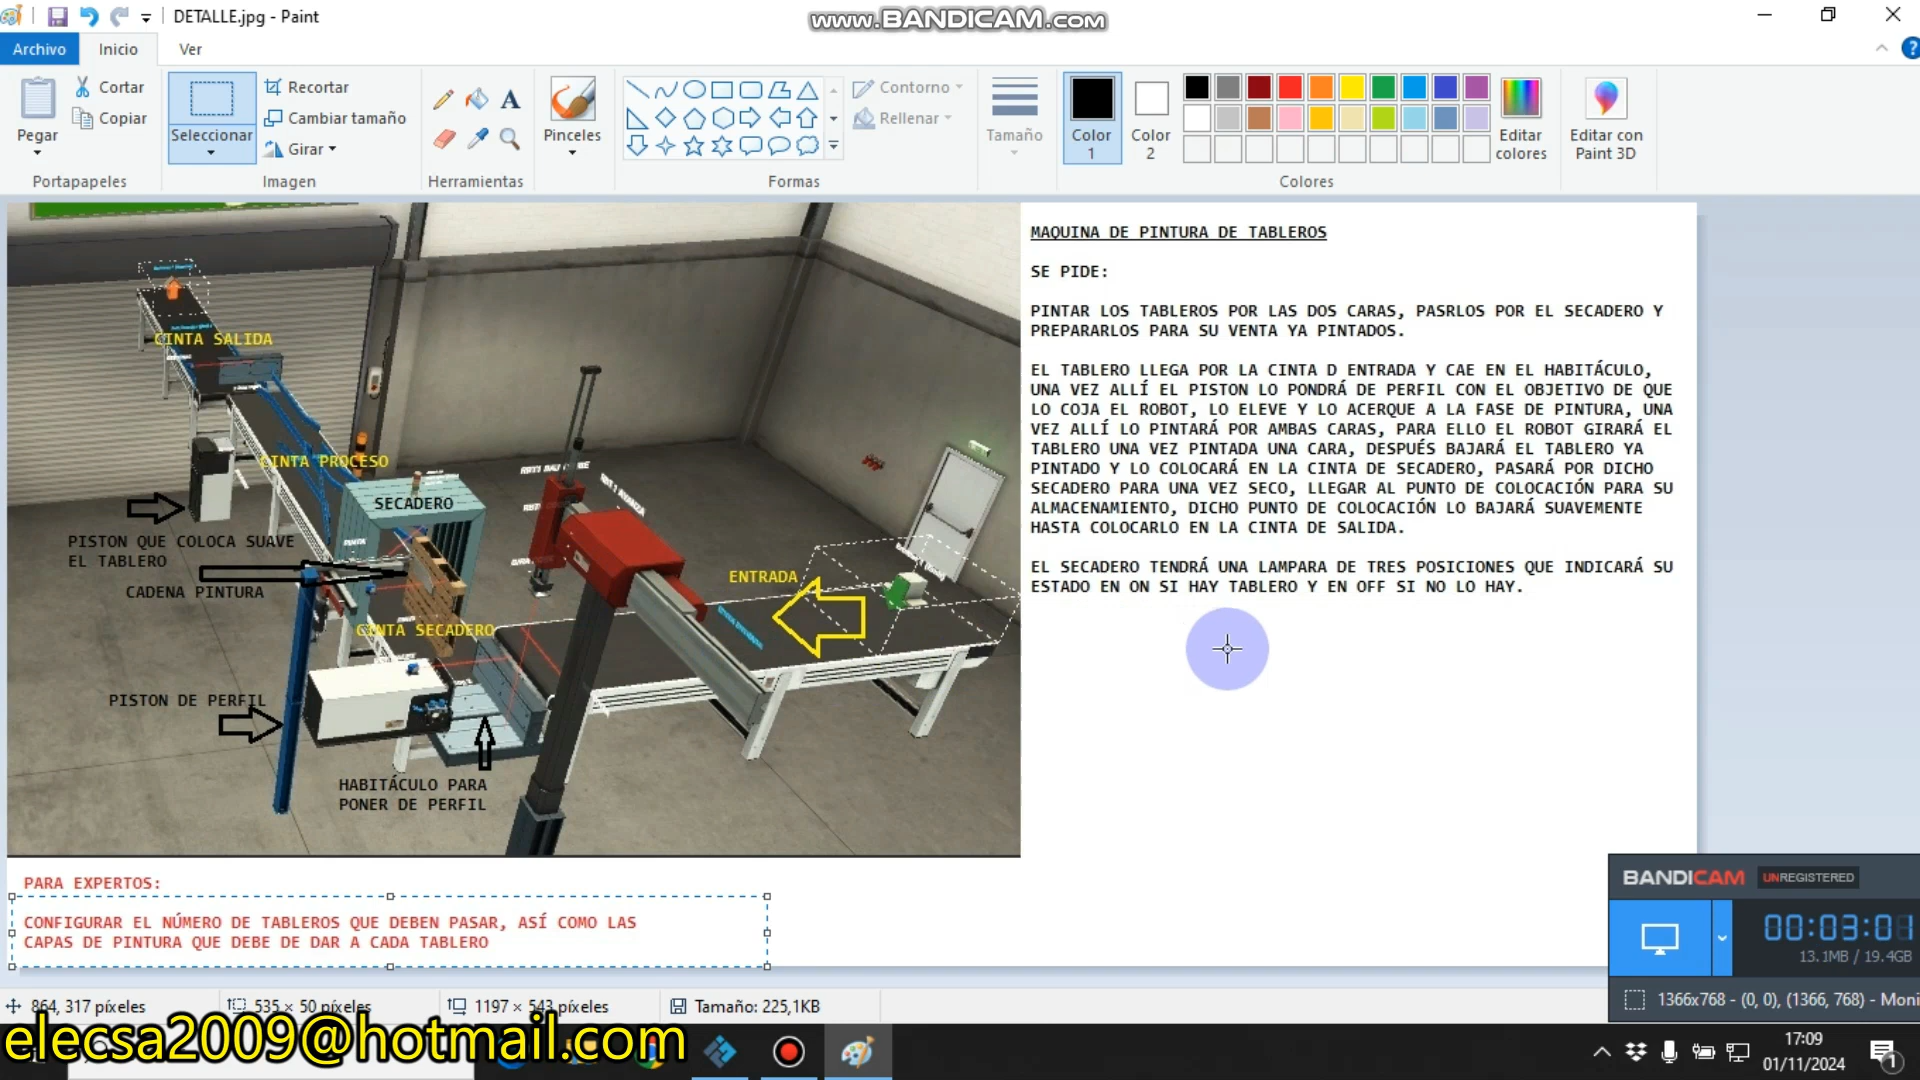 DETALLE.jpg - Paint
WWW.BANDICAM.COM
Archivo
Inicio
Ver
Pegar
Cortar
Copiar
Portapapeles
Seleccionar
Recortar
Cambiar tamaño
Girar
Imagen
Herramientas
Pinceles
Contorno
Rellenar
Formas
Tamaño
Color
1
Color
2
Editar
colores
Colores
Editar con
Paint 3D
CINTA SALIDA
CINTA PROCESO
SECADERO
PISTON QUE COLOCA SUAVE
EL TABLERO
CADENA PINTURA
ENTRADA
CINTA SECADERO
PISTON DE PERFIL
HABITÁCULO PARA
PONER DE PERFIL
MAQUINA DE PINTURA DE TABLEROS
SE PIDE:
PINTAR LOS TABLEROS POR LAS DOS CARAS, PASRLOS POR EL SECADERO Y
PREPARARLOS PARA SU VENTA YA PINTADOS.
EL TABLERO LLEGA POR LA CINTA D ENTRADA Y CAE EN EL HABITÁCULO,
UNA VEZ ALLÍ EL PISTON LO PONDRÁ DE PERFIL CON EL OBJETIVO DE QUE
LO COJA EL ROBOT, LO ELEVE Y LO ACERQUE A LA FASE DE PINTURA, UNA
VEZ ALLÍ LO PINTARÁ POR AMBAS CARAS, PARA ELLO EL ROBOT GIRARÁ EL
TABLERO UNA VEZ PINTADA UNA CARA, DESPUÉS BAJARÁ EL TABLERO YA
PINTADO Y LO COLOCARÁ EN LA CINTA DE SECADERO, PASARÁ POR DICHO
SECADERO PARA UNA VEZ SECO, LLEGAR AL PUNTO DE COLOCACIÓN PARA SU
ALMACENAMIENTO, DICHO PUNTO DE COLOCACIÓN LO BAJARÁ SUAVEMENTE
HASTA COLOCARLO EN LA CINTA DE SALIDA.
EL SECADERO TENDRÁ UNA LAMPARA DE TRES POSICIONES QUE INDICARÁ SU
ESTADO EN ON SI HAY TABLERO Y EN OFF SI NO LO HAY.
PARA EXPERTOS:
CONFIGURAR EL NÚMERO DE TABLEROS QUE DEBEN PASAR, ASÍ COMO LAS
CAPAS DE PINTURA QUE DEBE DE DAR A CADA TABLERO
BANDICAM UNREGISTERED
00:03:01
13.1MB / 19.4GB
1366x768 - (0, 0), (1366, 768) - Moni
864, 317 píxeles
535 × 50 píxeles
1197 × 543 píxeles
Tamaño: 225,1KB
elecsa2009@hotmail.com
17:09
01/11/2024
1